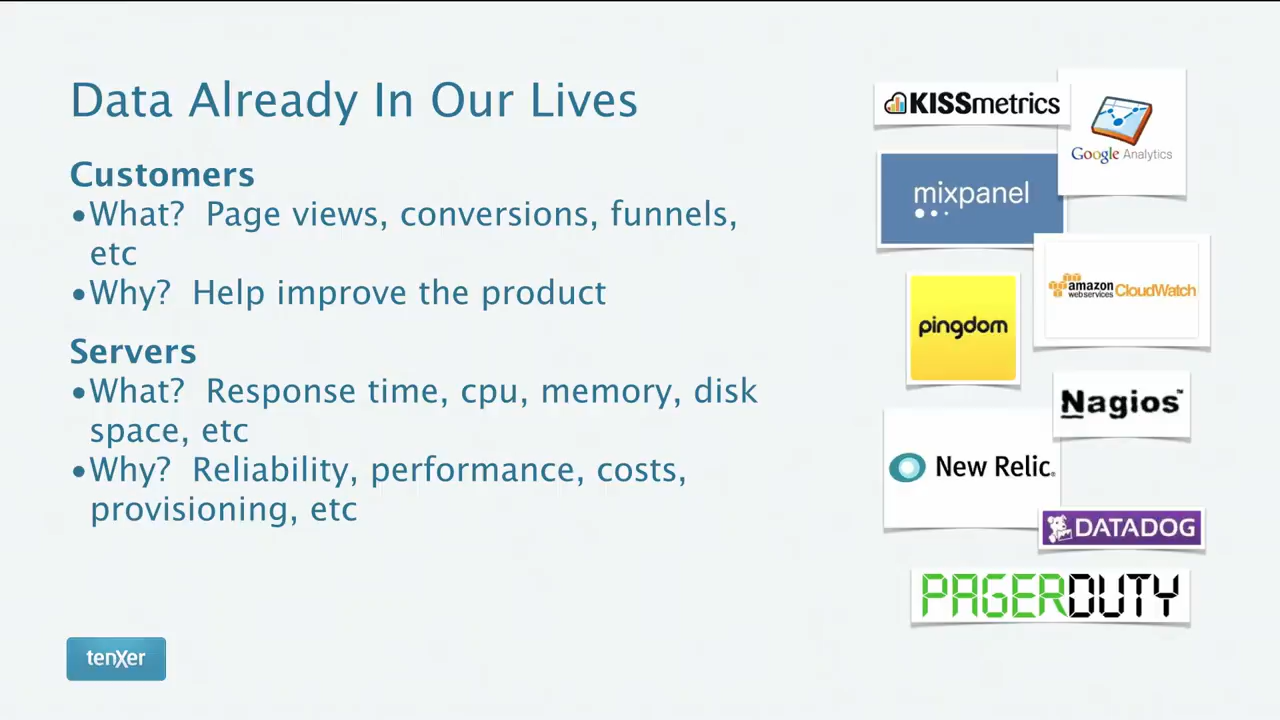 Data Already In Our Lives
Customers
•What?  Page views, conversions, funnels,
etc
•Why?  Help improve the product
Servers
•What?  Response time, cpu, memory, disk
space, etc
•Why?  Reliability, performance, costs,
provisioning, etc
KISSmetrics
Google Analytics
mixpanel
amazon
webservices
CloudWatch
pingdom
Nagios™
New Relic®
DATADOG
PAGERDUTY
tenXer